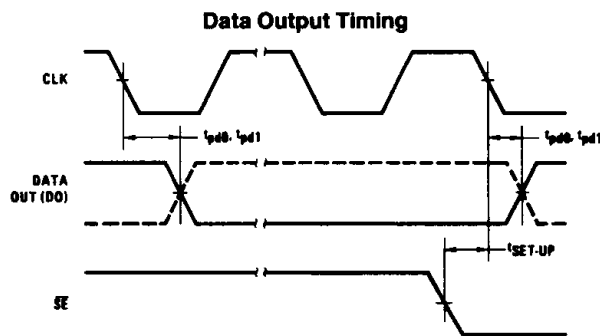 Data Output Timing
CLK
tpd0, tpd1
tpd0, tpd1
DATA
OUT (DO)
tSET-UP
SE